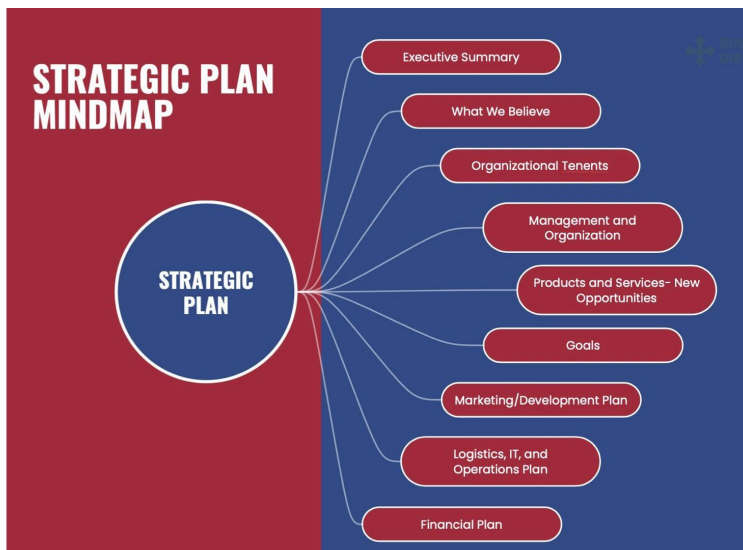 STRATEGIC PLAN
MINDMAP
Executive Summary
What We Believe
Organizational Tenents
Management and
Organization
STRATEGIC
PLAN
Products and Services- New
Opportunities
Goals
Marketing/Development Plan
Logistics, IT, and
Operations Plan
Financial Plan